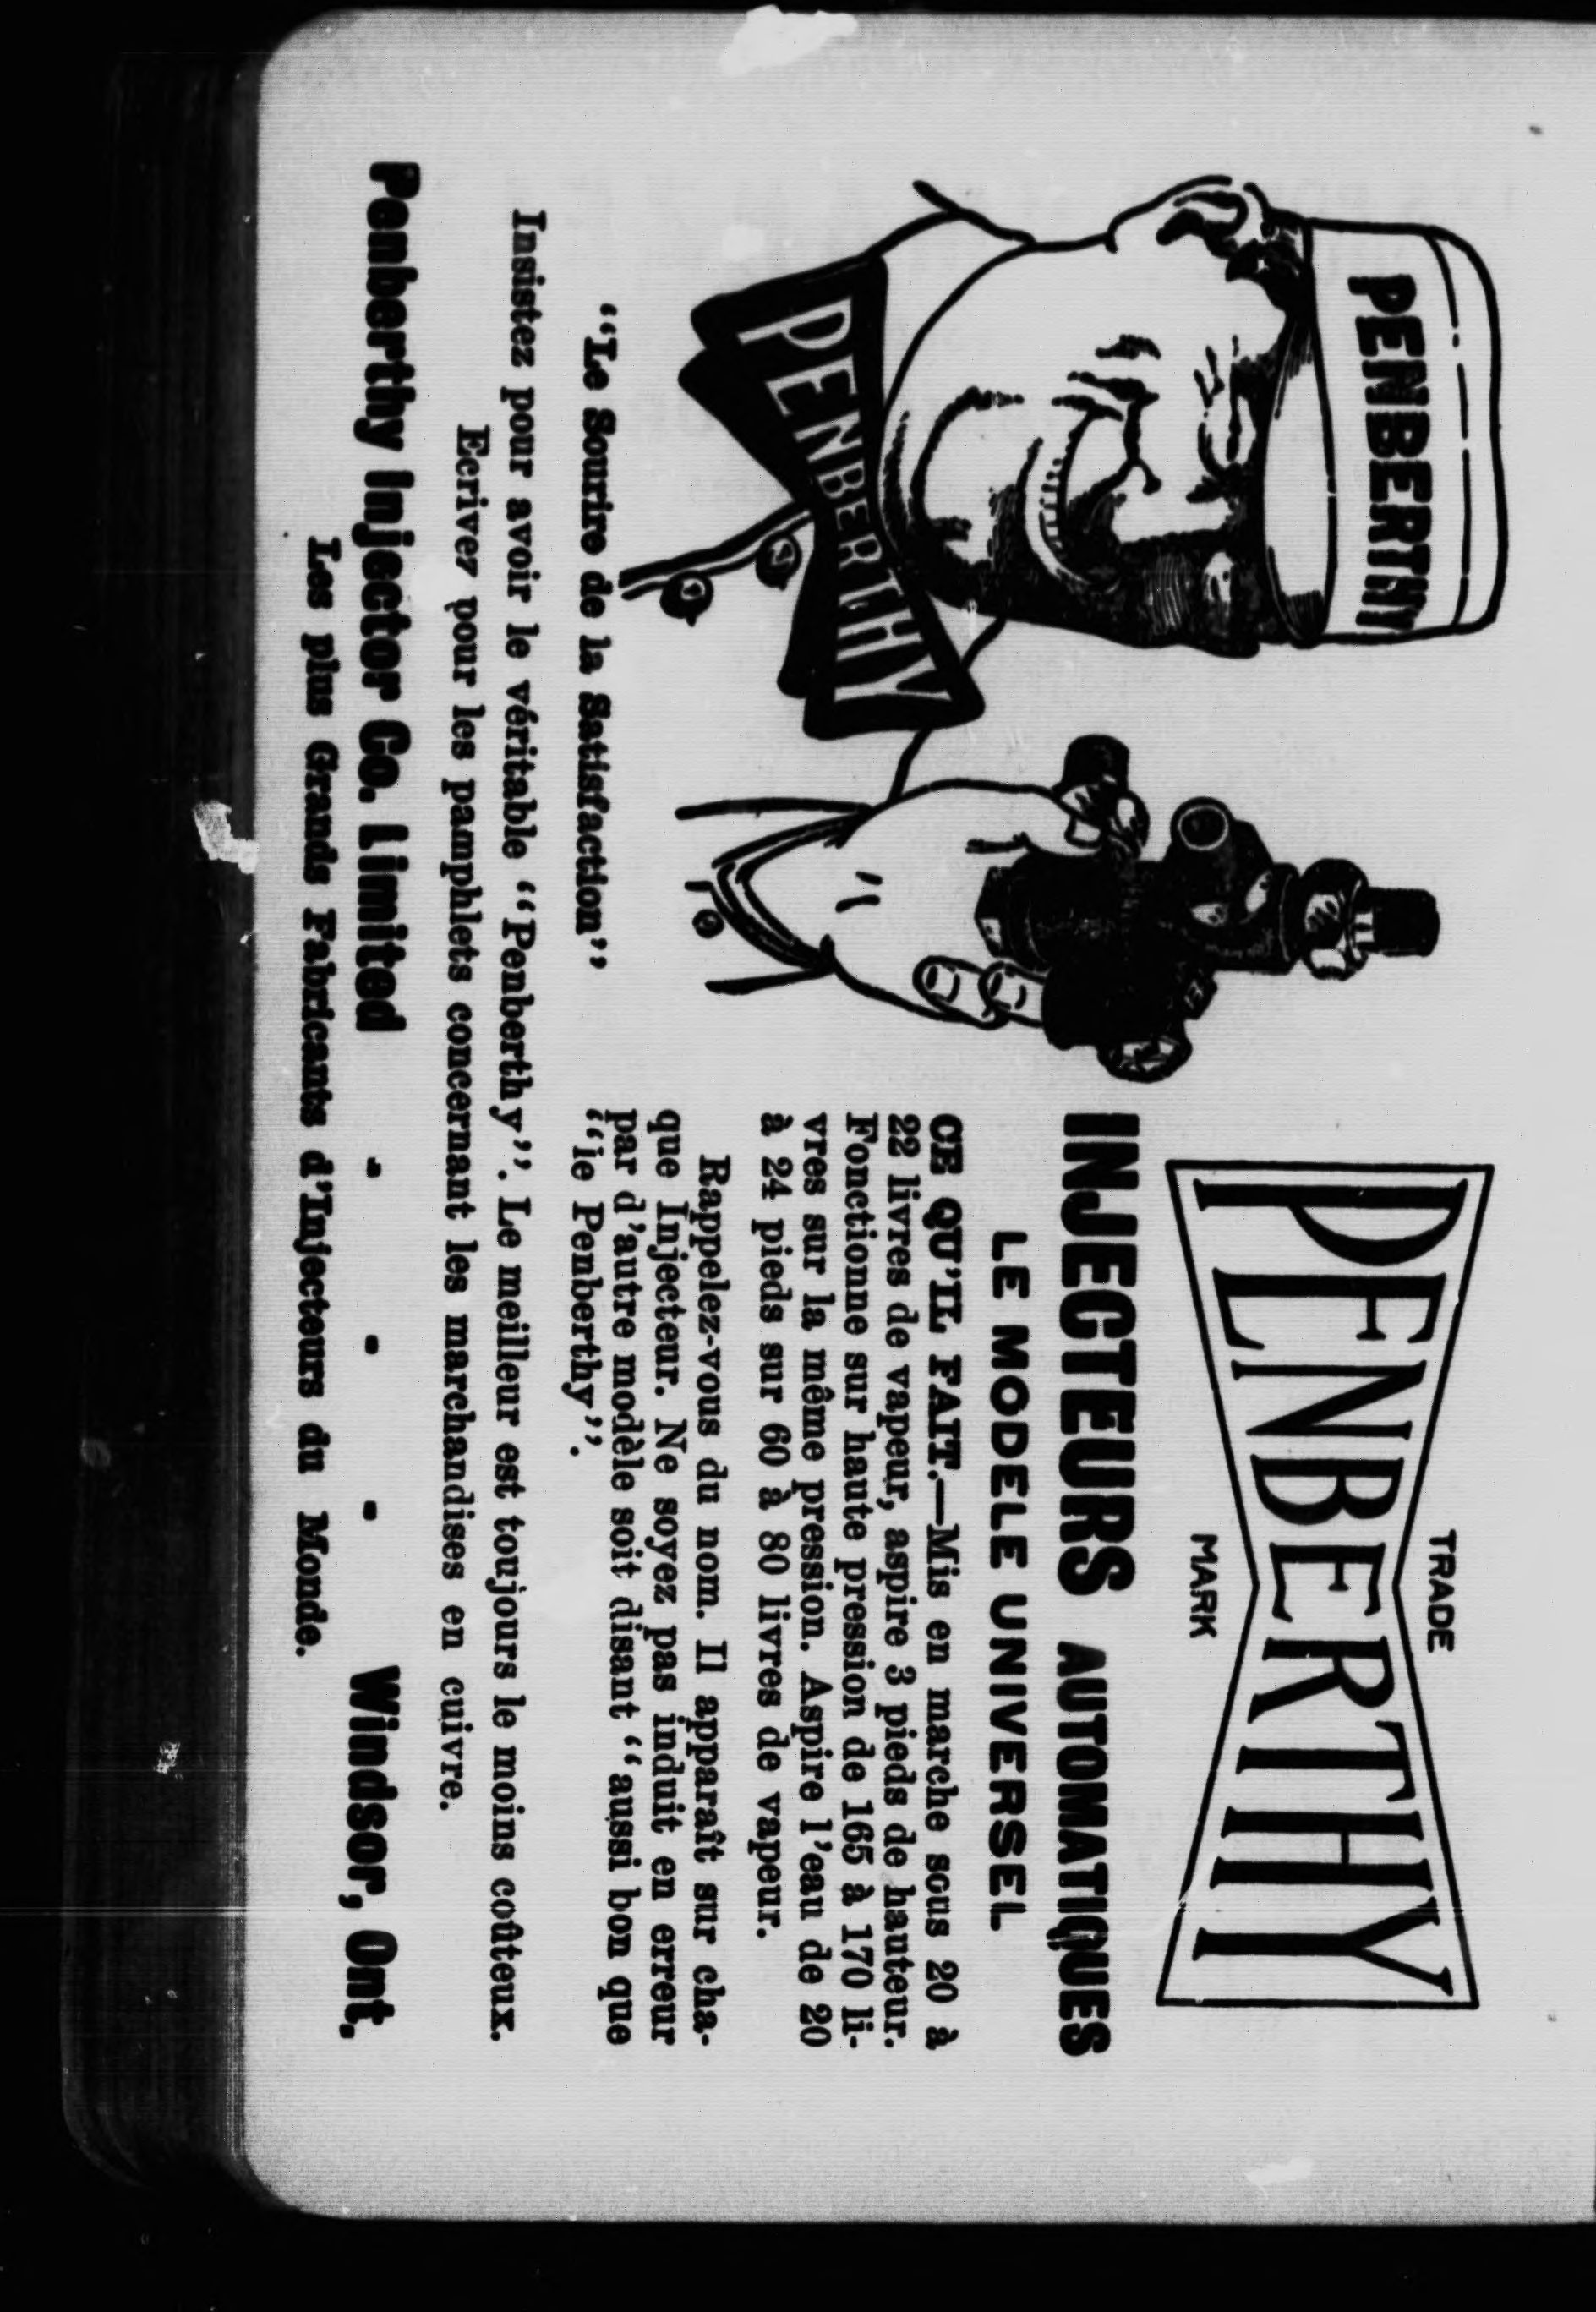 PENBERTHY
PENBERTHY
"Le Sourire de la Satisfaction"
TRADE
PENBERTHY
MARK
INJECTEURS AUTOMATIQUES
LE MODELE UNIVERSEL
CE QU'IL FAIT.—Mis en marche sous 20 à
22 livres de vapeur, aspire 3 pieds de hauteur.
Fonctionne sur haute pression de 165 à 170 li-
vres sur la même pression. Aspire l'eau de 20
à 24 pieds sur 60 à 80 livres de vapeur.
Rappelez-vous du nom. Il apparaît sur cha-
que Injecteur. Ne soyez pas induit en erreur
par d'autre modèle soit disant "aussi bon que
"le Penberthy".
Insistez pour avoir le véritable "Penberthy". Le meilleur est toujours le moins coûteux.
Ecrivez pour les pamphlets concernant les marchandises en cuivre.
Penberthy Injector Co. Limited - - - Windsor, Ont.
Les plus Grands Fabricants d'Injecteurs du Monde.